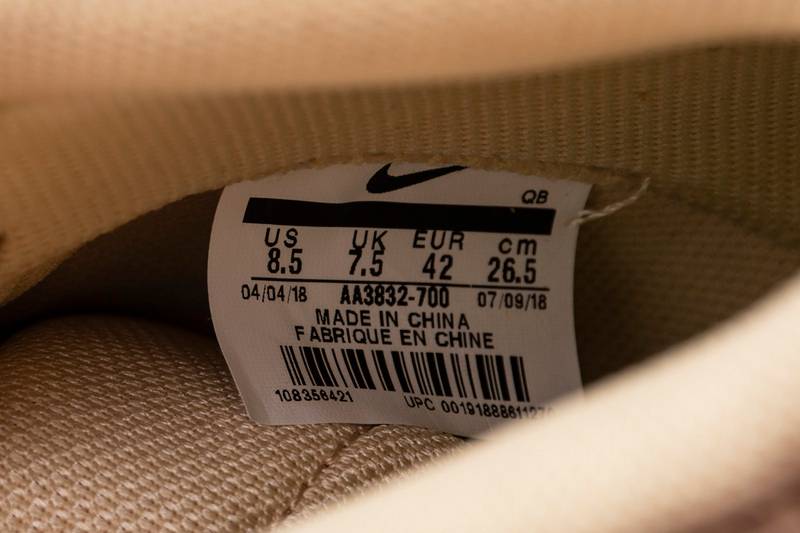 QB
US UK EUR cm
8.5 7.5 42 26.5
04/04/18 AA3832-700 07/09/18
MADE IN CHINA
FABRIQUE EN CHINE
108356421 UPC